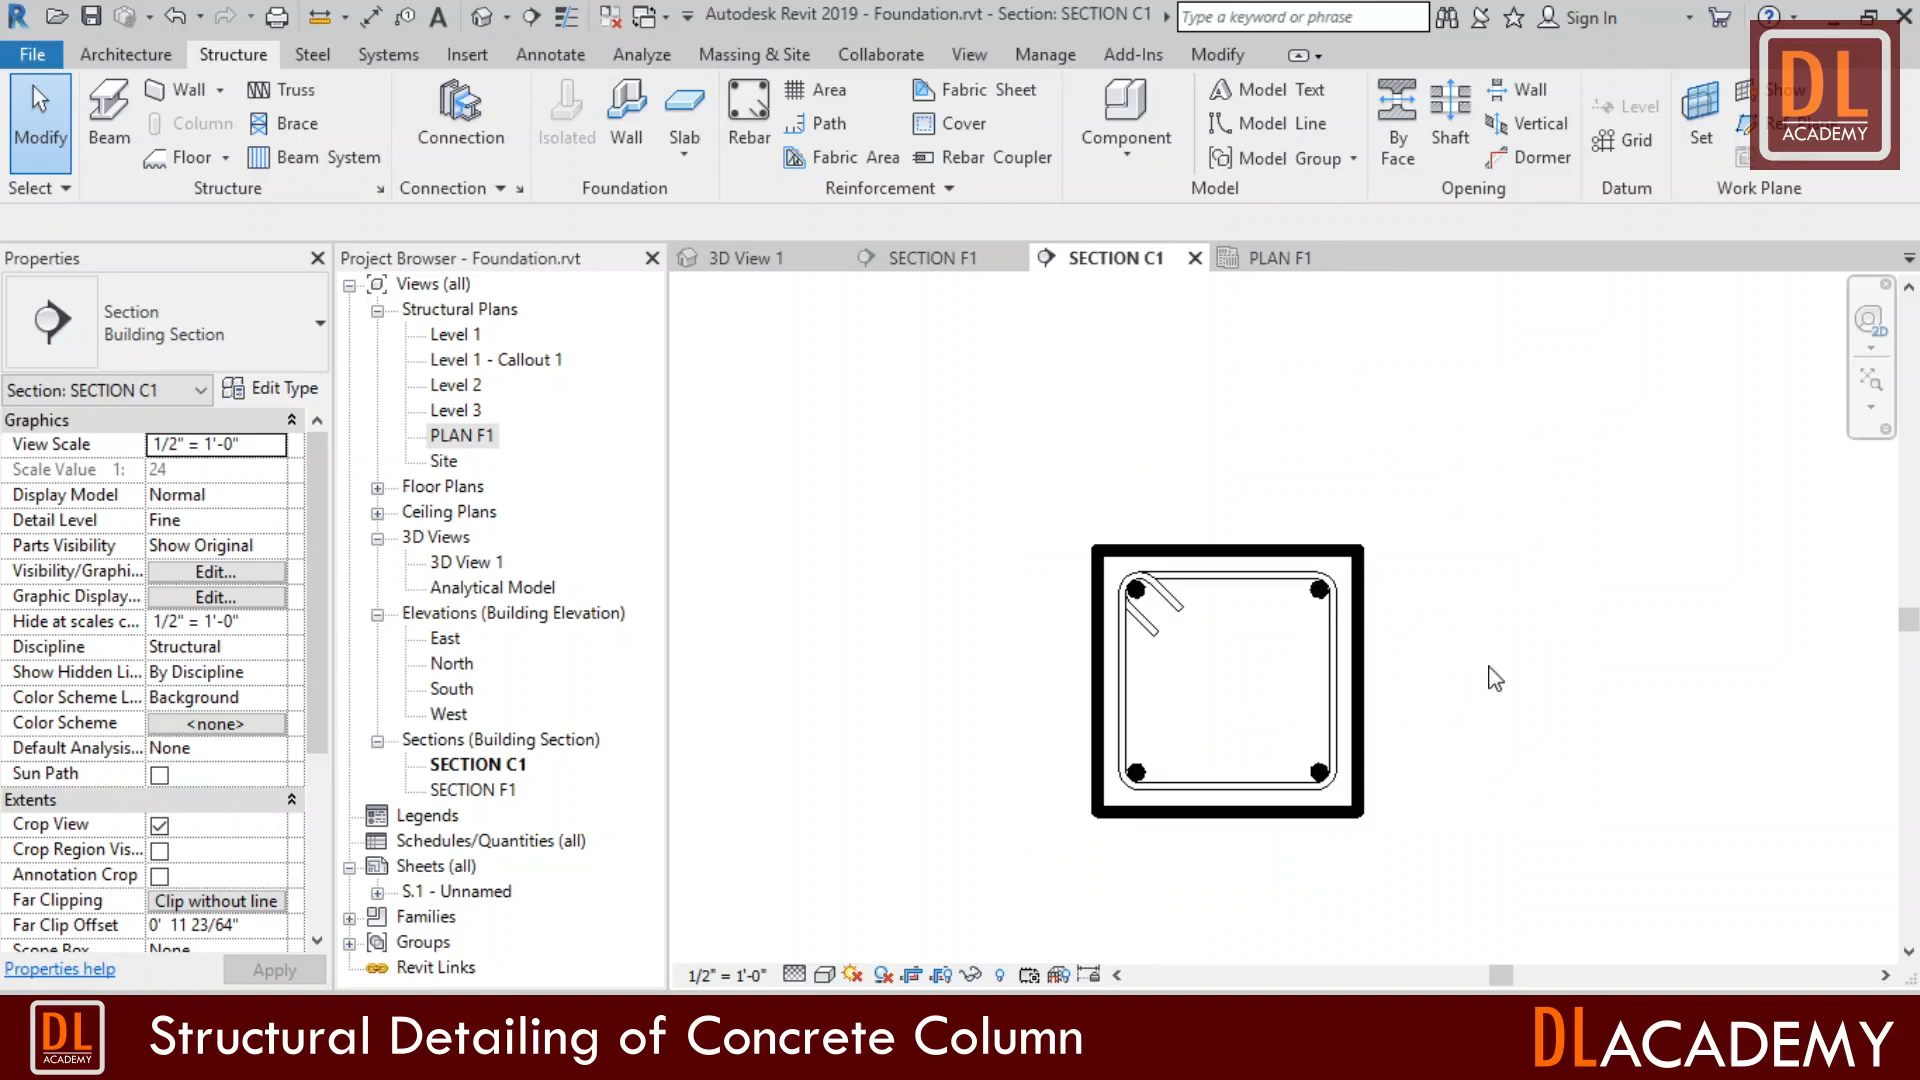 Autodesk Revit 2019 - Foundation.rvt - Section: SECTION C1
Type a keyword or phrase
Sign In
File Architecture Structure Steel Systems Insert Annotate Analyze Massing & Site Collaborate View Manage Add-Ins Modify
Modify
Select
Beam
Wall
Column
Floor
Truss
Brace
Beam System
Structure
Connection
Connection
Isolated
Wall
Slab
Foundation
Rebar
Area
Path
Fabric Area
Fabric Sheet
Cover
Rebar Coupler
Reinforcement
Component
Model Text
Model Line
Model Group
Model
By
Face
Shaft
Wall
Vertical
Dormer
Opening
Level
Grid
Datum
Set
Show
Work Plane
DL
ACADEMY
Properties
Section
Building Section
Section: SECTION C1
Edit Type
Graphics
View Scale 1/2" = 1'-0"
Scale Value 1: 24
Display Model Normal
Detail Level Fine
Parts Visibility Show Original
Visibility/Graphi... Edit...
Graphic Display... Edit...
Hide at scales c... 1/2" = 1'-0"
Discipline Structural
Show Hidden Li... By Discipline
Color Scheme L... Background
Color Scheme <none>
Default Analysis... None
Sun Path
Extents
Crop View
Crop Region Vis...
Annotation Crop
Far Clipping Clip without line
Far Clip Offset 0' 11 23/64"
Scope Box None
Properties help
Apply
Project Browser - Foundation.rvt
Views (all)
Structural Plans
Level 1
Level 1 - Callout 1
Level 2
Level 3
PLAN F1
Site
Floor Plans
Ceiling Plans
3D Views
3D View 1
Analytical Model
Elevations (Building Elevation)
East
North
South
West
Sections (Building Section)
SECTION C1
SECTION F1
Legends
Schedules/Quantities (all)
Sheets (all)
S.1 - Unnamed
Families
Groups
Revit Links
3D View 1
SECTION F1
SECTION C1
PLAN F1
2D
1/2" = 1'-0"
DL
ACADEMY
Structural Detailing of Concrete Column
DLACADEMY